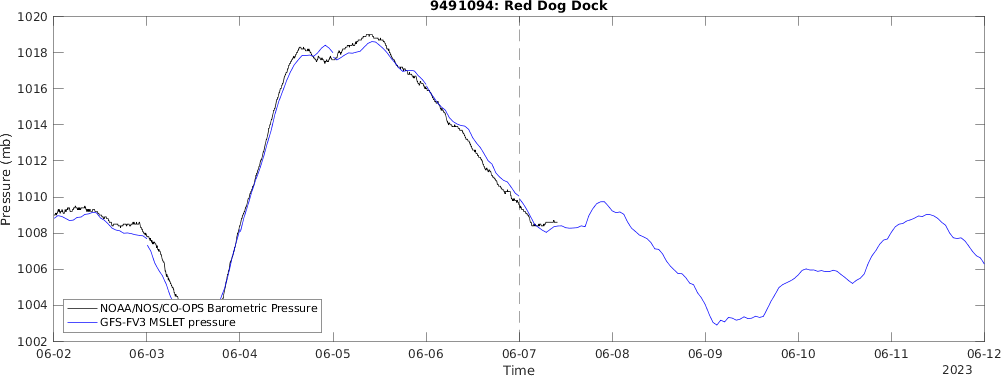 9491094: Red Dog Dock
Pressure (mb)
1020
1018
1016
1014
1012
1010
1008
1006
1004
1002
NOAA/NOS/CO-OPS Barometric Pressure
GFS-FV3 MSLET pressure
06-02 06-03 06-04 06-05 06-06 06-07 06-08 06-09 06-10 06-11 06-12
Time
2023